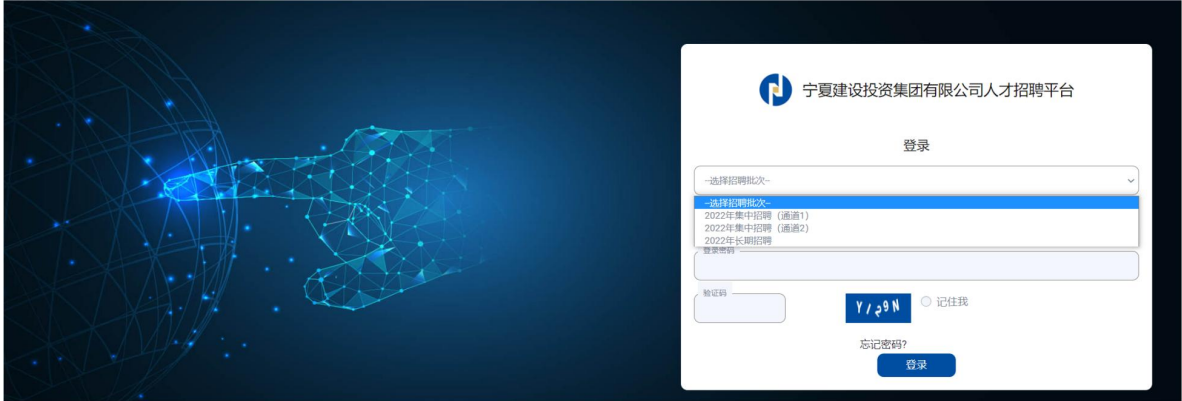 宁夏建设投资集团有限公司人才招聘平台
登录
--选择招聘批次--
--选择招聘批次--
2022年集中招聘（通道1）
2022年集中招聘（通道2）
2022年长期招聘
登录密码
验证码
记住我
忘记密码?
登录